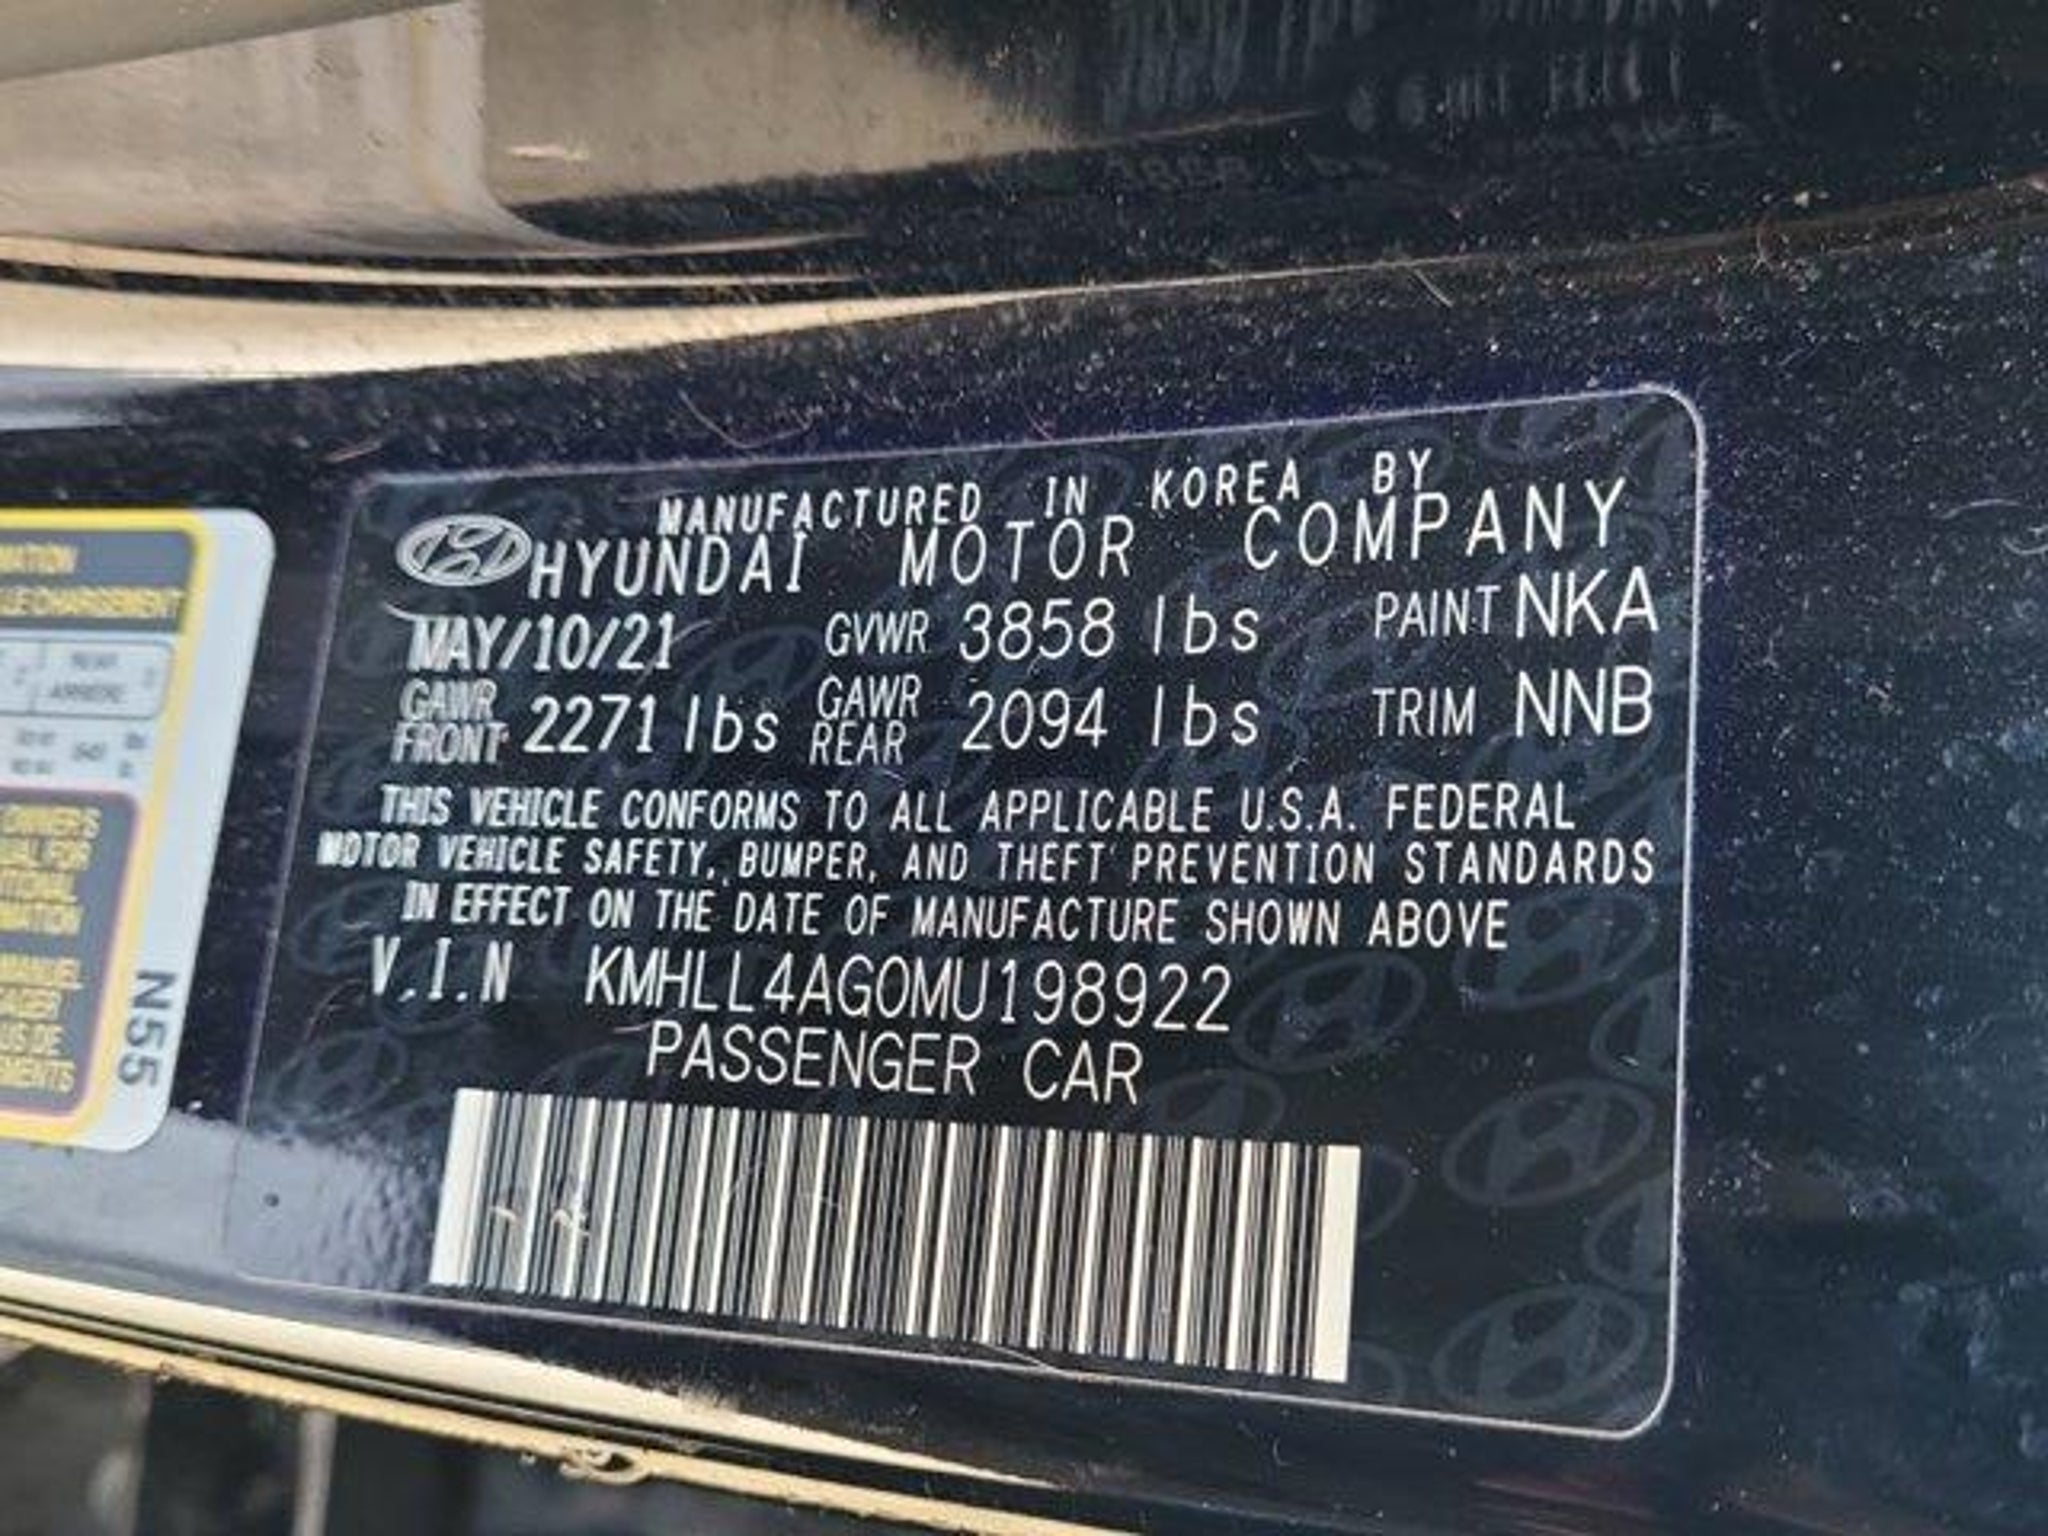 MANUFACTURED IN KOREA BY
HYUNDAI MOTOR COMPANY
MAY/10/21 GVWR 3858 lbs PAINT NKA
GAWR FRONT 2271 lbs GAWR REAR 2094 lbs TRIM NNB
THIS VEHICLE CONFORMS TO ALL APPLICABLE U.S.A. FEDERAL
MOTOR VEHICLE SAFETY, BUMPER, AND THEFT PREVENTION STANDARDS
IN EFFECT ON THE DATE OF MANUFACTURE SHOWN ABOVE
V.I.N KMHLL4AG0MU198922
PASSENGER CAR
N55